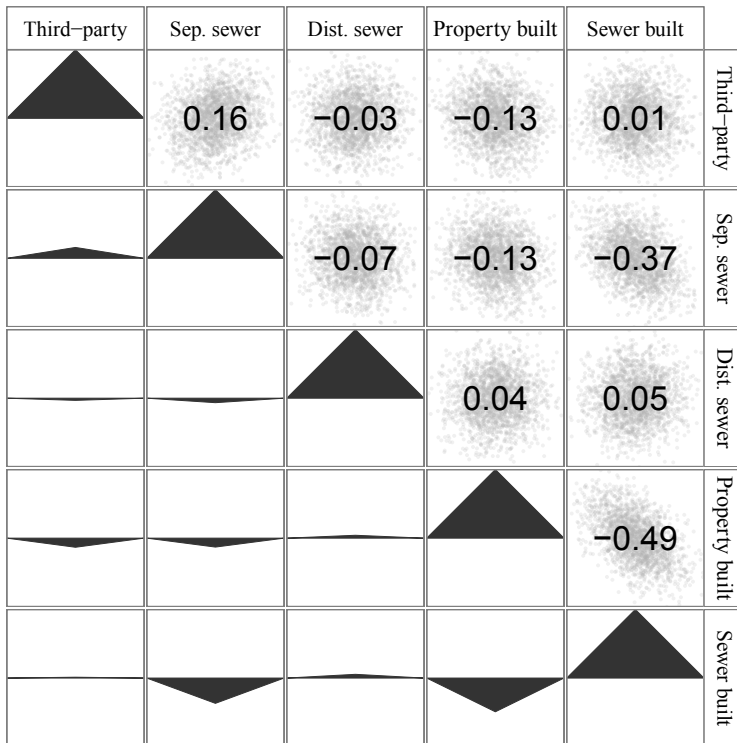 Third−party Sep. sewer Dist. sewer Property built Sewer built
0.16 −0.03 −0.13 0.01 Third−party
−0.07 −0.13 −0.37 Sep. sewer
0.04 0.05 Dist. sewer
−0.49 Property built
Sewer built